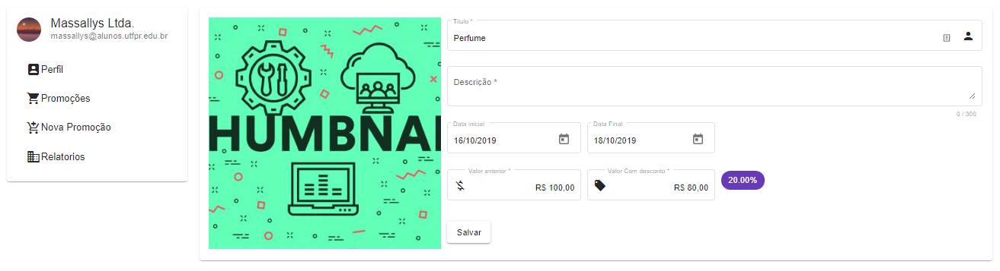 Massallys Ltda.
massallys@alunos.utfpr.edu.br
Perfil
Promoções
Nova Promoção
Relatorios
HUMBNAI
Titulo *
Perfume
Descrição *
0 / 300
Data inicial
16/10/2019
Data Final
18/10/2019
Valor anterior *
R$ 100,00
Valor Com desconto *
R$ 80,00
20.00%
Salvar